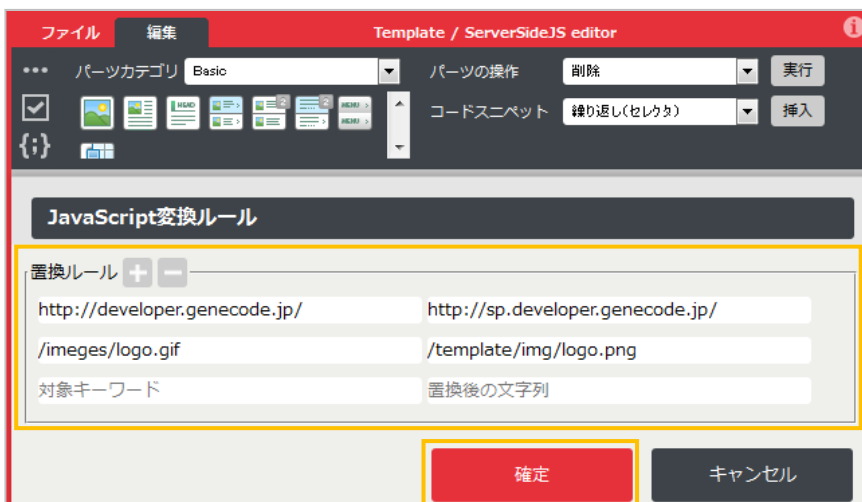 ファイル 編集 Template / ServerSideJS editor
パーツカテゴリ Basic パーツの操作 削除 実行
コードスニペット 繰り返し(セレクタ) 挿入
HEAD 2 2 MENU
MENU
{;}
JavaScript変換ルール
置換ルール + −
http://developer.genecode.jp/ http://sp.developer.genecode.jp/
/imeges/logo.gif /template/img/logo.png
対象キーワード 置換後の文字列
確定 キャンセル